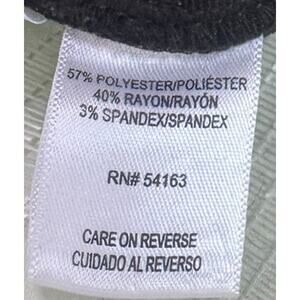 57% POLYESTER/POLIÉSTER
40% RAYON/RAYÓN
3% SPANDEX/SPANDEX
RN# 54163
CARE ON REVERSE
CUIDADO AL REVERSO